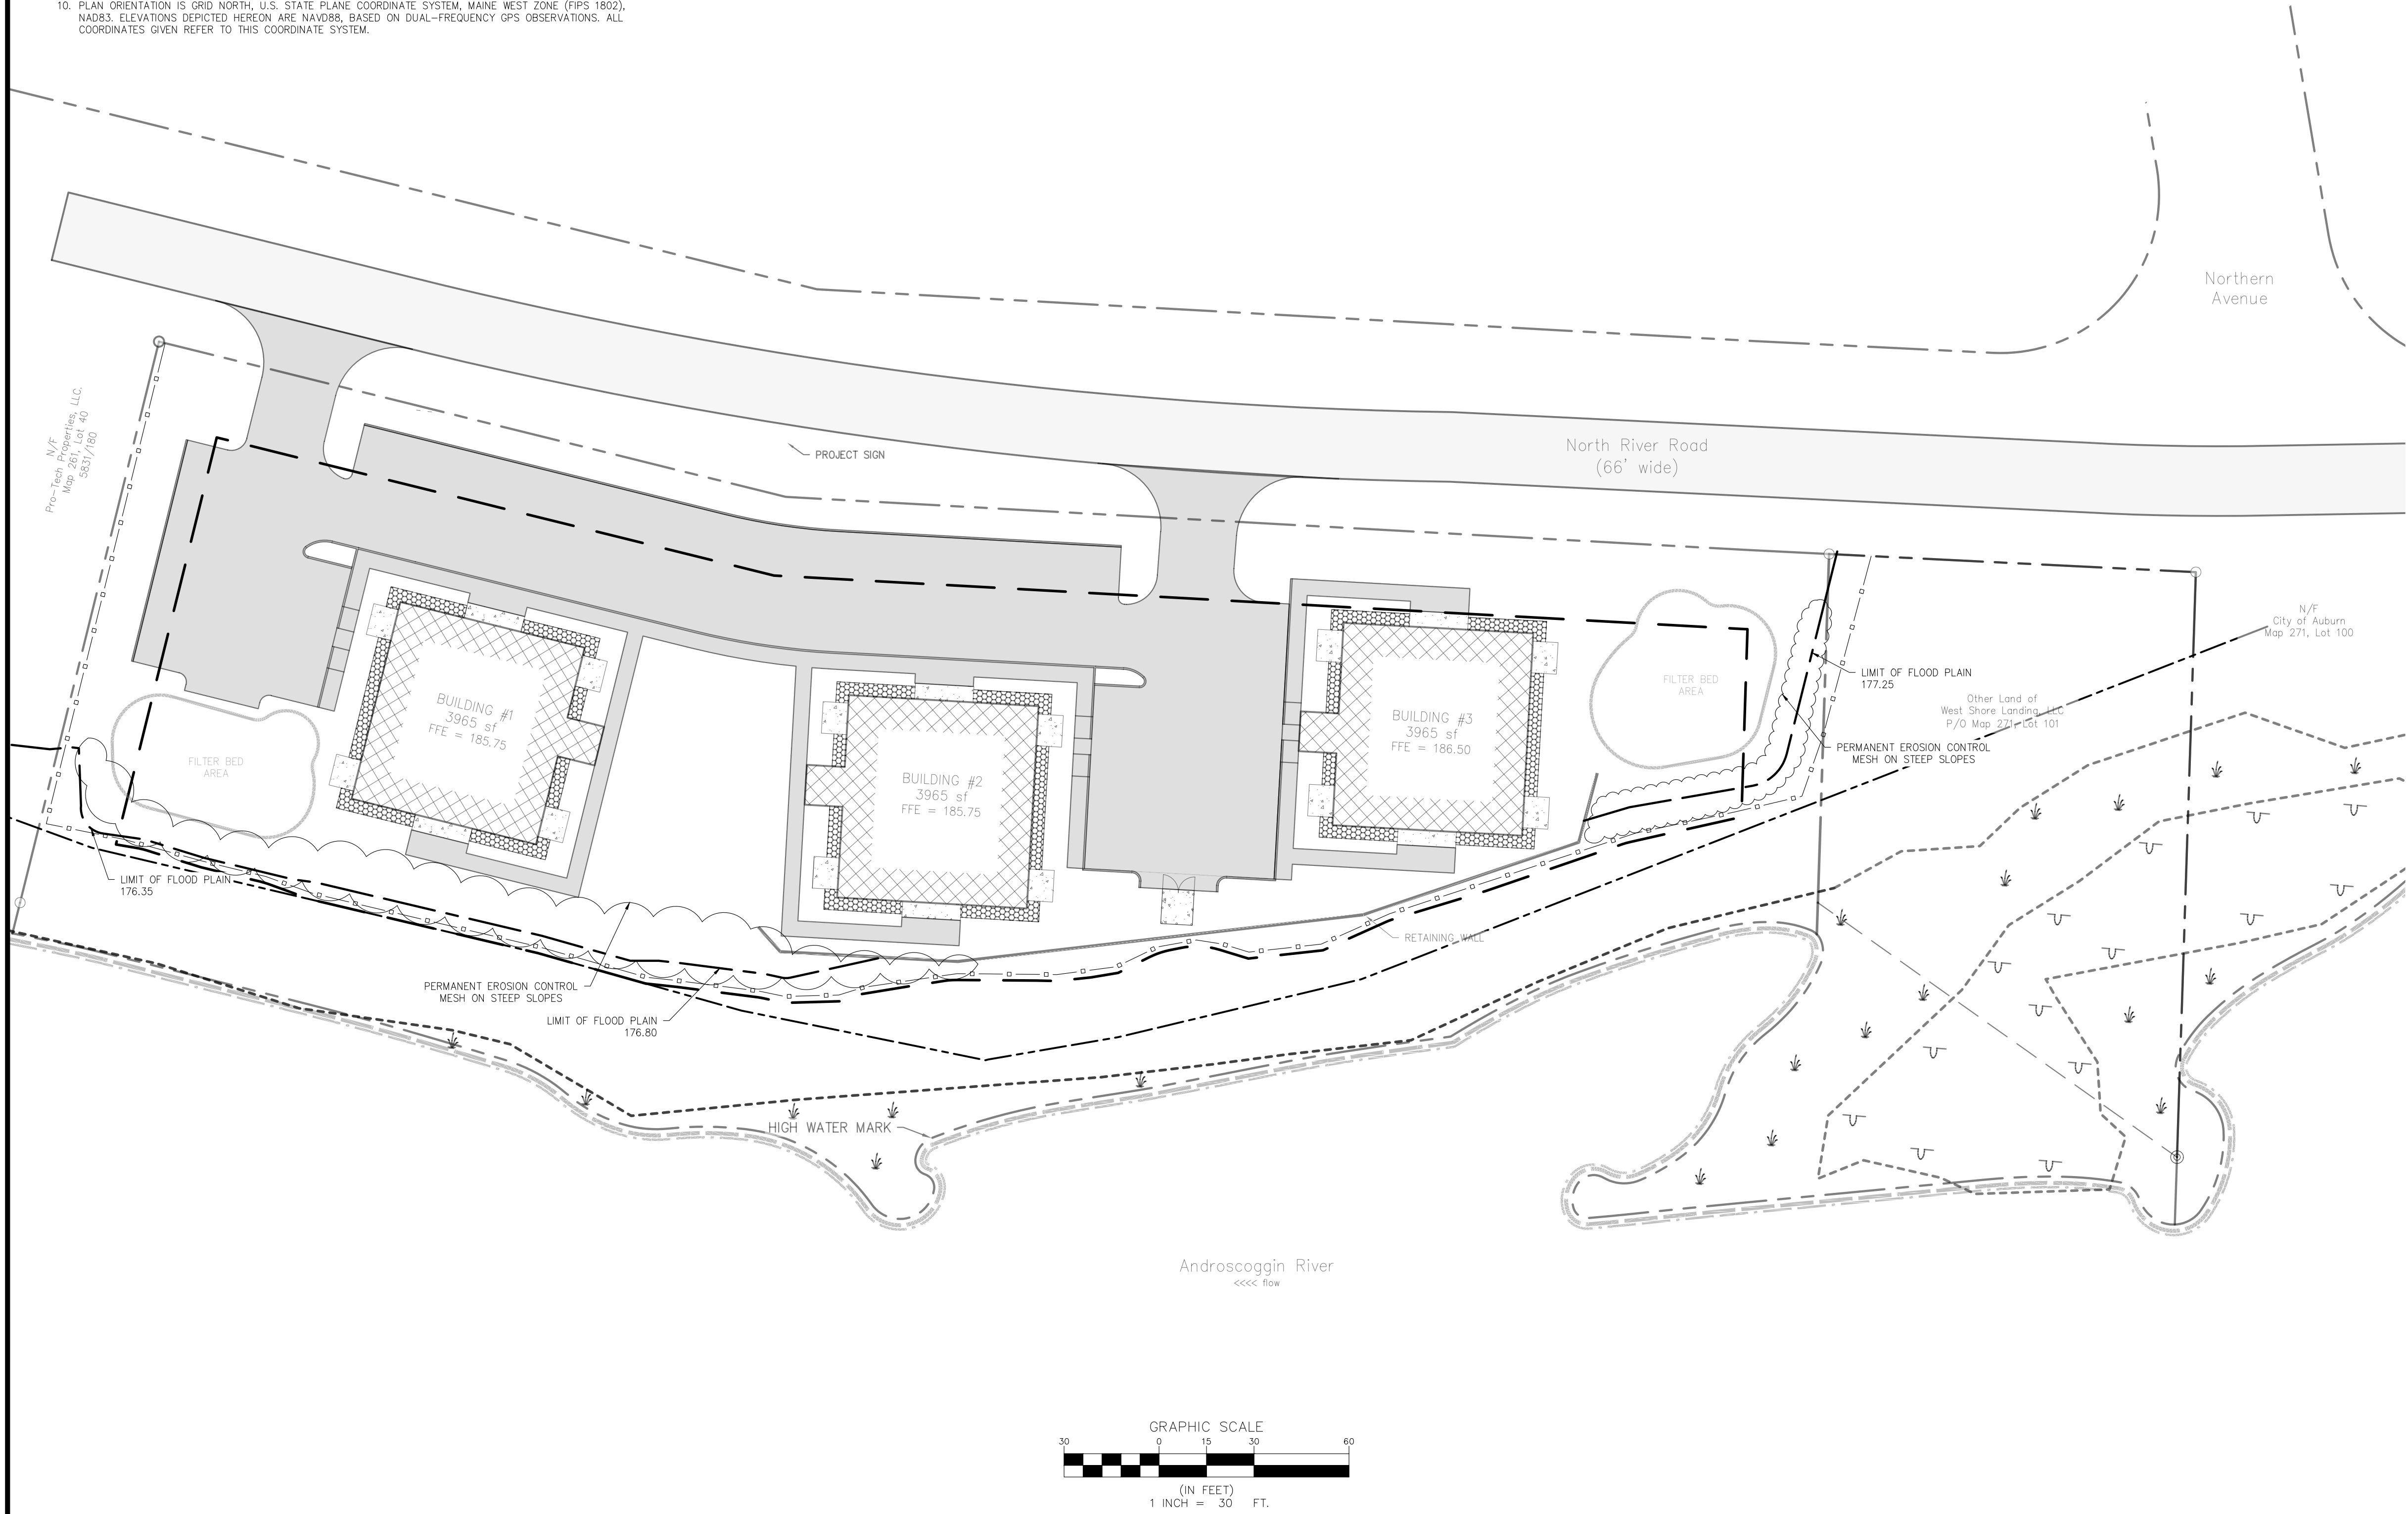 10. PLAN ORIENTATION IS GRID NORTH, U.S. STATE PLANE COORDINATE SYSTEM, MAINE WEST ZONE (FIPS 1802),
NAD83. ELEVATIONS DEPICTED HEREON ARE NAVD88, BASED ON DUAL-FREQUENCY GPS OBSERVATIONS. ALL
COORDINATES GIVEN REFER TO THIS COORDINATE SYSTEM.
Northern
Avenue
N/F
Pro-Tech Properties, LLC.
Map 261, Lot 40
5831/180
PROJECT SIGN
North River Road
(66' wide)
N/F
City of Auburn
Map 271, Lot 100
LIMIT OF FLOOD PLAIN
177.25
Other Land of
West Shore Landing, LLC
P/O Map 271, Lot 101
PERMANENT EROSION CONTROL
MESH ON STEEP SLOPES
FILTER BED
AREA
BUILDING #1
3965 sf
FFE = 185.75
BUILDING #2
3965 sf
FFE = 185.75
BUILDING #3
3965 sf
FFE = 186.50
FILTER BED
AREA
LIMIT OF FLOOD PLAIN
176.35
RETAINING WALL
PERMANENT EROSION CONTROL
MESH ON STEEP SLOPES
LIMIT OF FLOOD PLAIN
176.80
HIGH WATER MARK
Androscoggin River
<<<< flow
GRAPHIC SCALE
30 0 15 30 60
(IN FEET)
1 INCH = 30 FT.